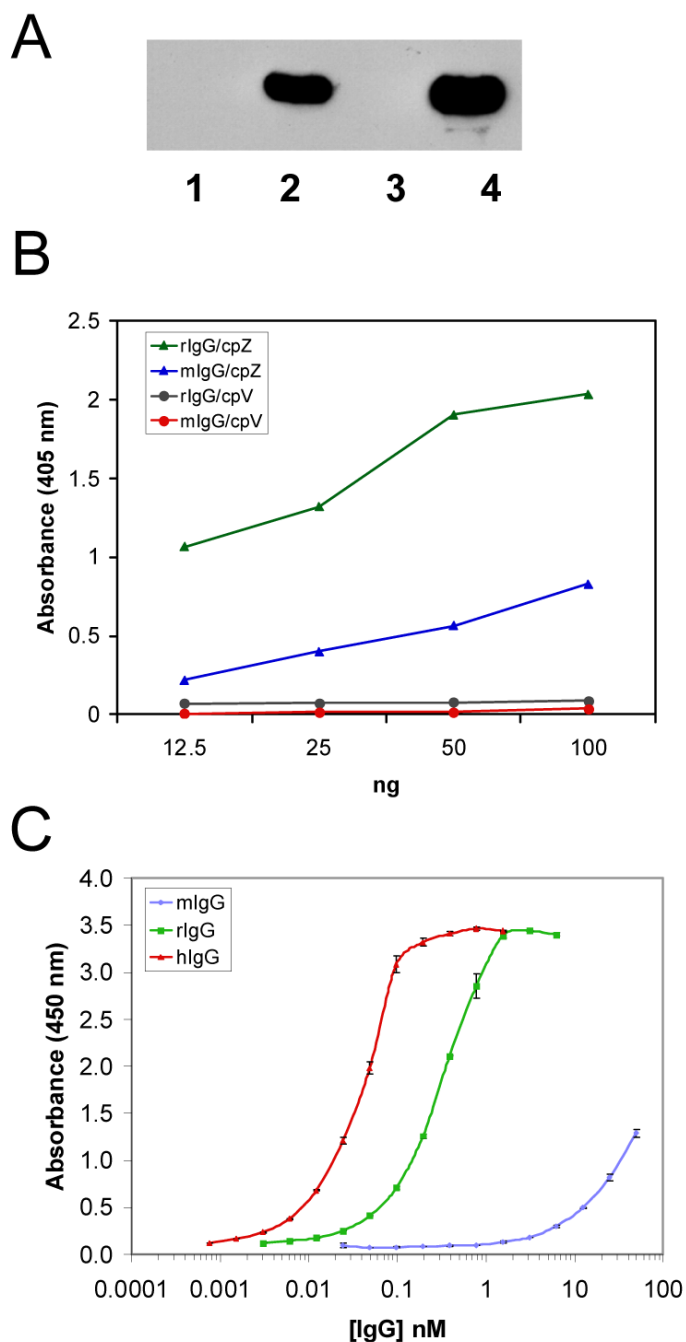 A
1 2 3 4
B
Absorbance (405 nm)
2.5
2
1.5
1
0.5
0
rIgG/cpZ
mIgG/cpZ
rIgG/cpV
mIgG/cpV
12.5 25 50 100
ng
C
Absorbance (450 nm)
4.0
3.5
3.0
2.5
2.0
1.5
1.0
0.5
0.0
mIgG
rIgG
hIgG
0.0001 0.001 0.01 0.1 1 10 100
[IgG] nM